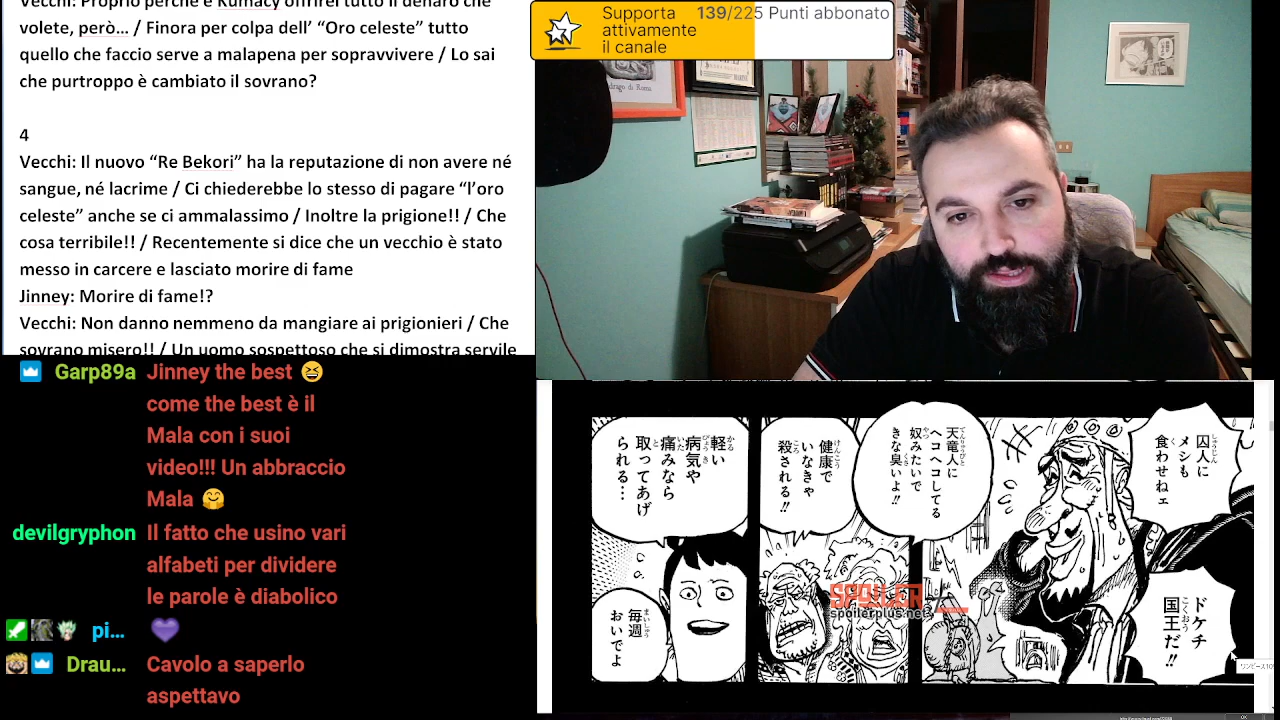 Vecchi: Proprio perché è Kumacy offrirei tutto il denaro che
volete, però… / Finora per colpa dell' “Oro celeste” tutto
quello che faccio serve a malapena per sopravvivere / Lo sai
che purtroppo è cambiato il sovrano?
4
Vecchi: Il nuovo “Re Bekori” ha la reputazione di non avere né
sangue, né lacrime / Ci chiederebbe lo stesso di pagare “l'oro
celeste” anche se ci ammalassimo / Inoltre la prigione!! / Che
cosa terribile!! / Recentemente si dice che un vecchio è stato
messo in carcere e lasciato morire di fame
Jinney: Morire di fame!?
Vecchi: Non danno nemmeno da mangiare ai prigionieri / Che
sovrano misero!! / Un uomo sospettoso che si dimostra servile
Supporta
attivamente
il canale
139/225 Punti abbonato
Garp89a Jinney the best 😆
come the best è il
Mala con i suoi
video!!! Un abbraccio
Mala 🤗
devilgryphon Il fatto che usino vari
alfabeti per dividere
le parole è diabolico
pi... 💜
Drau... Cavolo a saperlo
aspettavo
囚人に
メシも
食わせねェ
ドケチ
国王だ!!
天竜人に
ヘコヘコしてる
奴みたいで
きな臭いよ!!
健康で
いなきゃ
殺される!!
軽い
病気や
痛みなら
取ってあげ
られる…
毎週
おいでよ
SPOILER
spoilerplus.net